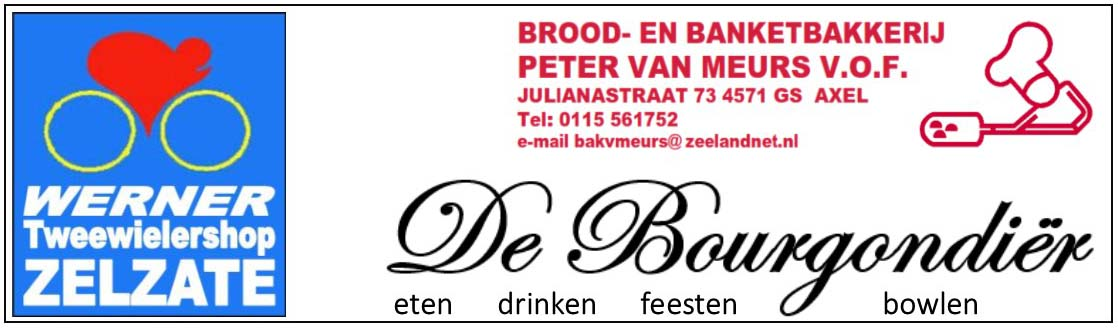 WERNER
Tweewielershop
ZELZATE
BROOD- EN BANKETBAKKERIJ
PETER VAN MEURS V.O.F.
JULIANASTRAAT 73 4571 GS AXEL
Tel: 0115 561752
e-mail bakvmeurs@zeelandnet.nl
De Bourgondiër
eten drinken feesten bowlen